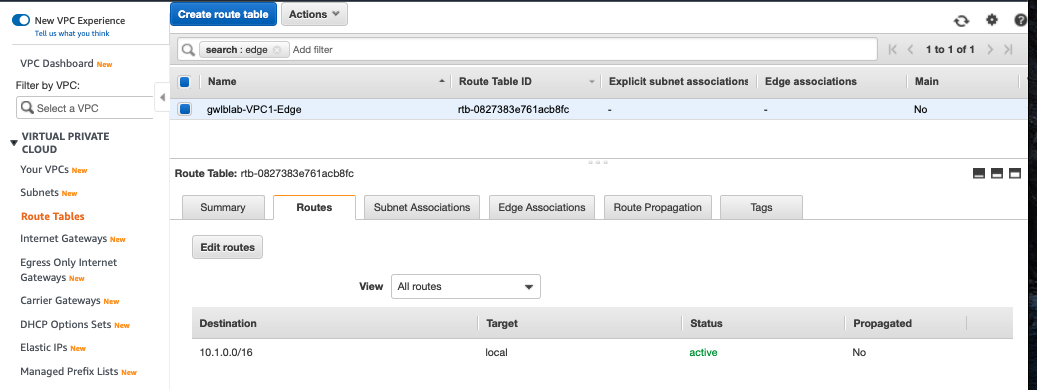 New VPC Experience
Tell us what you think
VPC Dashboard New
Filter by VPC:
Select a VPC
VIRTUAL PRIVATE
CLOUD
Your VPCs New
Subnets New
Route Tables
Internet Gateways New
Egress Only Internet
Gateways New
Carrier Gateways New
DHCP Options Sets New
Elastic IPs New
Managed Prefix Lists New
Create route table Actions
search : edge Add filter 1 to 1 of 1
Name Route Table ID Explicit subnet associations Edge associations Main
gwlblab-VPC1-Edge rtb-0827383e761acb8fc - - No
Route Table: rtb-0827383e761acb8fc
Summary Routes Subnet Associations Edge Associations Route Propagation Tags
Edit routes
View All routes
Destination Target Status Propagated
10.1.0.0/16 local active No